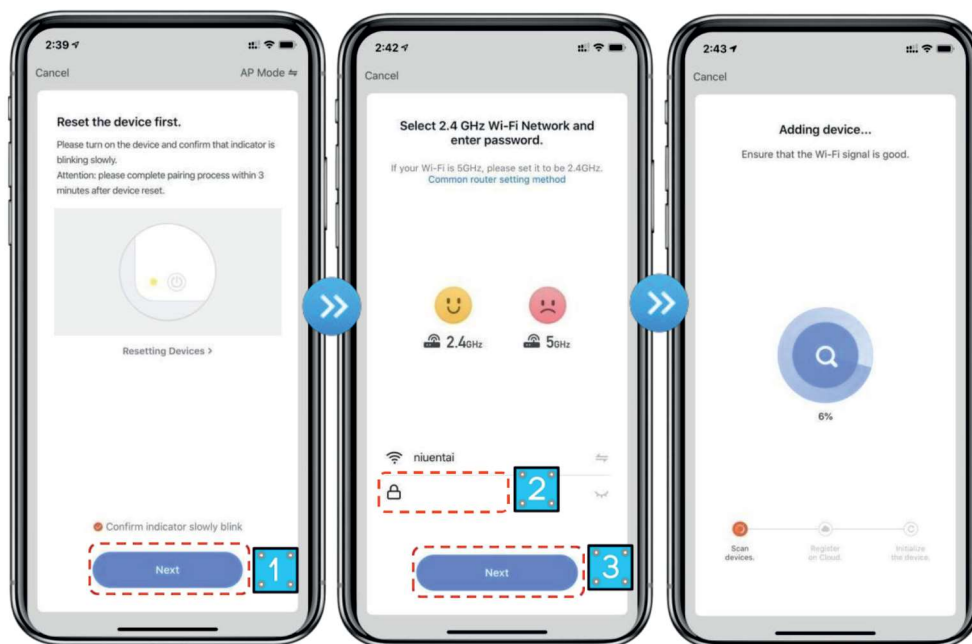 2:39
Cancel
AP Mode
Reset the device first.
Please turn on the device and confirm that indicator is
blinking slowly.
Attention: please complete pairing process within 3
minutes after device reset.
Resetting Devices >
Confirm indicator slowly blink
Next
1
2:42
Cancel
Select 2.4 GHz Wi-Fi Network and
enter password.
If your Wi-Fi is 5GHz, please set it to be 2.4GHz.
Common router setting method
2.4GHz
5GHz
niuentai
2
Next
3
2:43
Cancel
Adding device...
Ensure that the Wi-Fi signal is good.
6%
Scan
devices.
Register
on Cloud.
Initialize
the device.